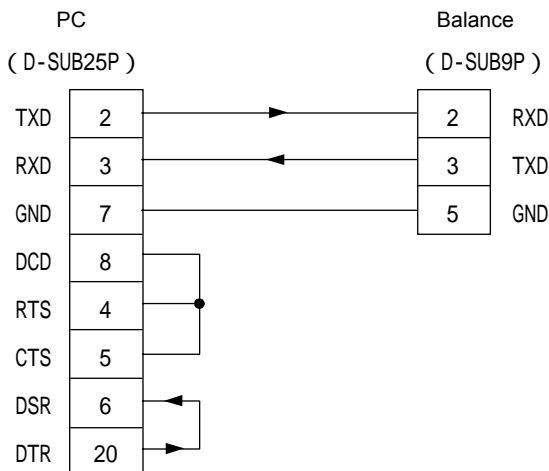 PC Balance
( D-SUB25P ) ( D-SUB9P )
TXD 2 2 RXD
RXD 3 3 TXD
GND 7 5 GND
DCD 8
RTS 4
CTS 5
DSR 6
DTR 20